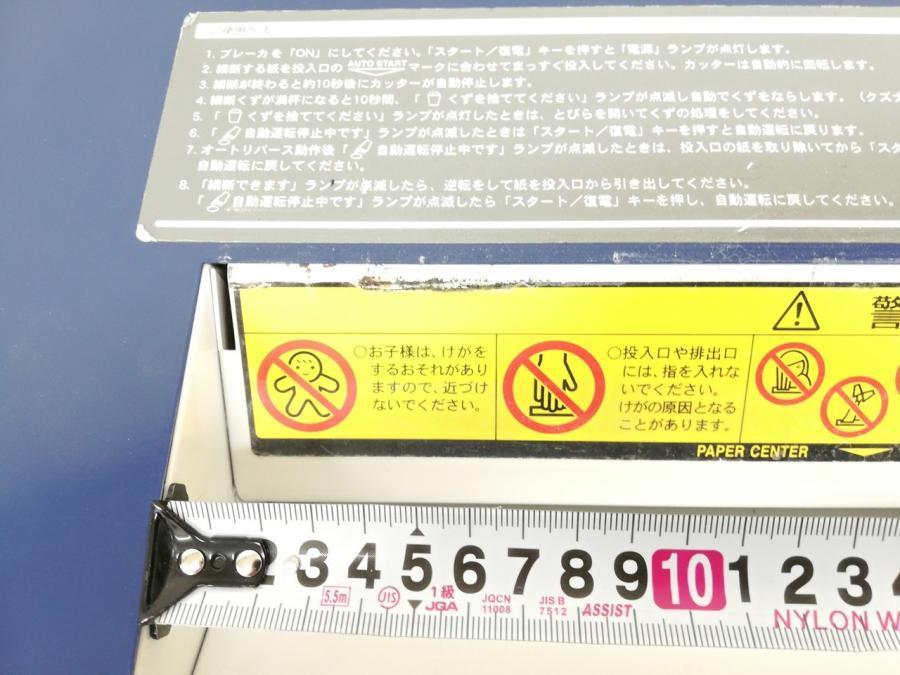 ご使用方法
1. ブレーカを「ON」にしてください。「スタート／復電」キーを押すと「電源」ランプが点灯します。
2. 細断する紙を投入口の AUTO START マークに合わせてまっすぐ投入してください。カッターは自動的に回転します。
3. 細断が終わると約10秒後にカッターが自動停止します。
4. 細断くずが満杯になると10秒間、「 くずを捨ててください」ランプが点滅し自動でくずをならします。（クズナ
5. 「 くずを捨ててください」ランプが点灯したときは、とびらを開いてくずの処理をしてください。
6. 「 自動運転停止中です」ランプが点滅したときは「スタート／復電」キーを押すと自動運転に戻ります。
7. オートリバース動作後「 自動運転停止中です」ランプが点滅したときは、投入口の紙を取り除いてから「スタ
自動運転に戻してください。
8. 「細断できます」ランプが点滅したら、逆転をして紙を投入口から引き出してください。
「 自動運転停止中です」ランプが点滅したら「スタート／復電」キーを押し、自動運転に戻してください。
警
○お子様は、けがを
するおそれがあり
ますので、近づけ
ないでください。
○投入口や排出口
には、指を入れな
いでください。
けがの原因となる
ことがあります。
PAPER CENTER
3 4 5 6 7 8 9 10 1 2 3
5.5m JIS 1級 JQA JQCN 11008 JIS B 7512 ASSIST NYLON W